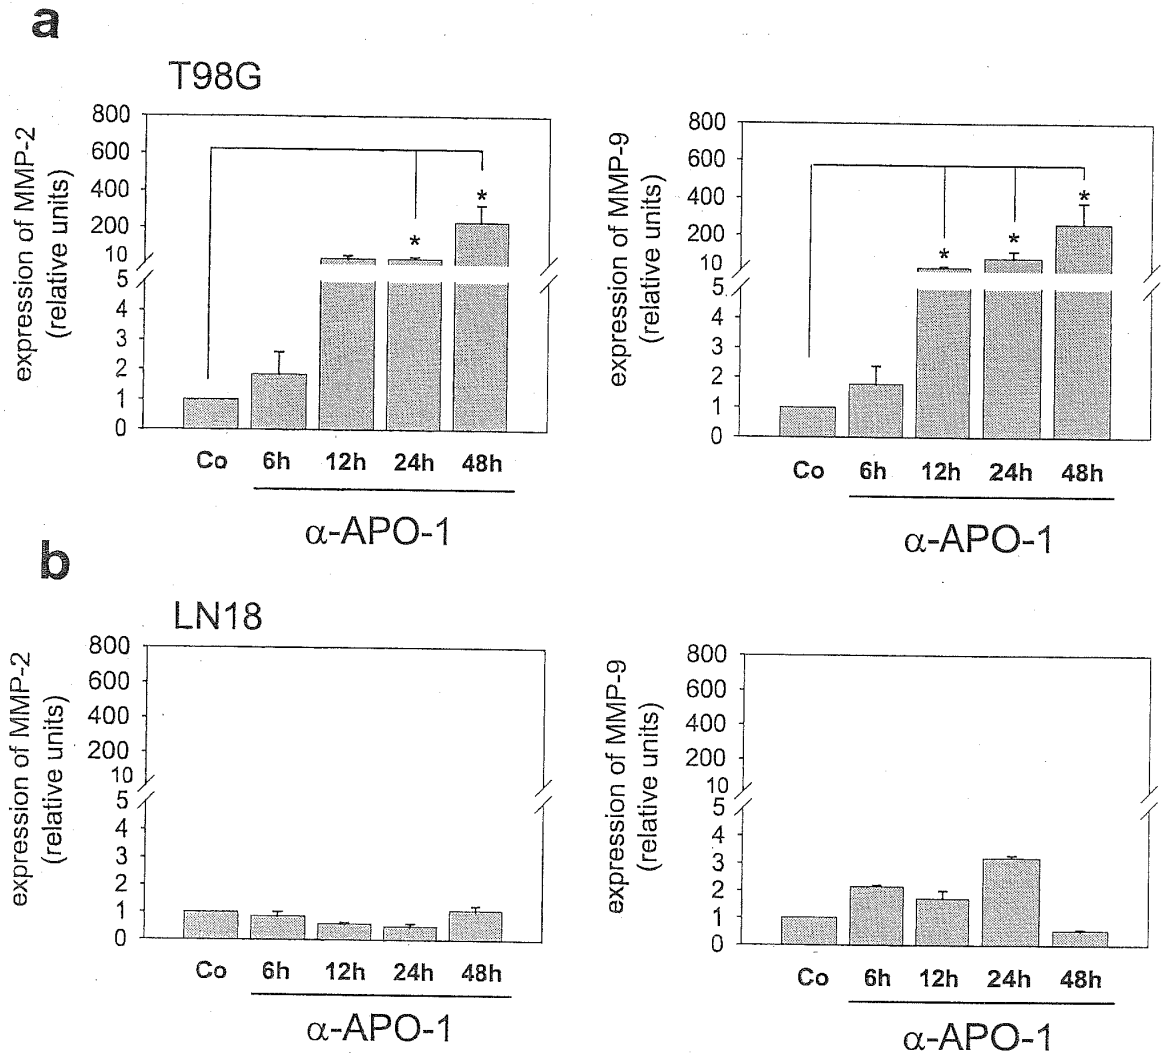 a
T98G
expression of MMP-2
(relative units)
800
600
400
200
10
5
4
3
2
1
0
*
*
Co 6h 12h 24h 48h
α-APO-1
expression of MMP-9
(relative units)
800
600
400
200
10
5
4
3
2
1
0
*
*
*
Co 6h 12h 24h 48h
α-APO-1
b
LN18
expression of MMP-2
(relative units)
800
600
400
200
10
5
4
3
2
1
0
Co 6h 12h 24h 48h
α-APO-1
expression of MMP-9
(relative units)
800
600
400
200
10
5
4
3
2
1
0
Co 6h 12h 24h 48h
α-APO-1